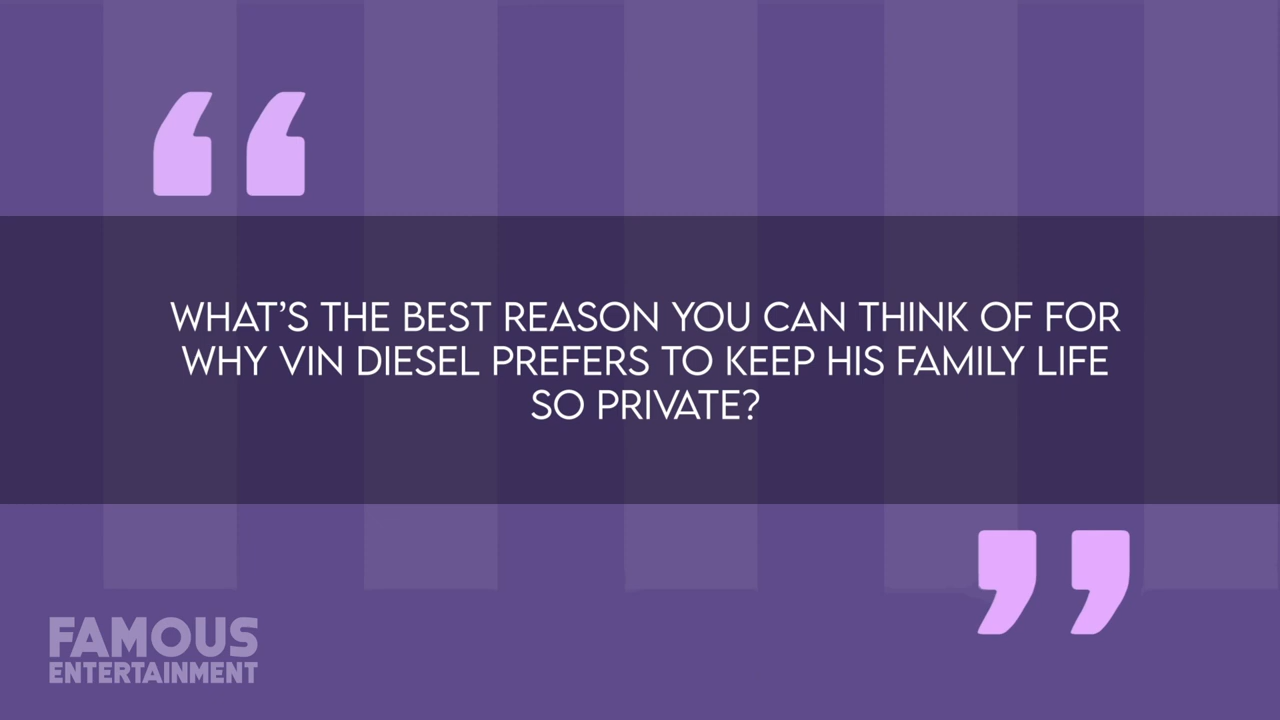 WHAT'S THE BEST REASON YOU CAN THINK OF FOR
WHY VIN DIESEL PREFERS TO KEEP HIS FAMILY LIFE
SO PRIVATE?
FAMOUS
ENTERTAINMENT